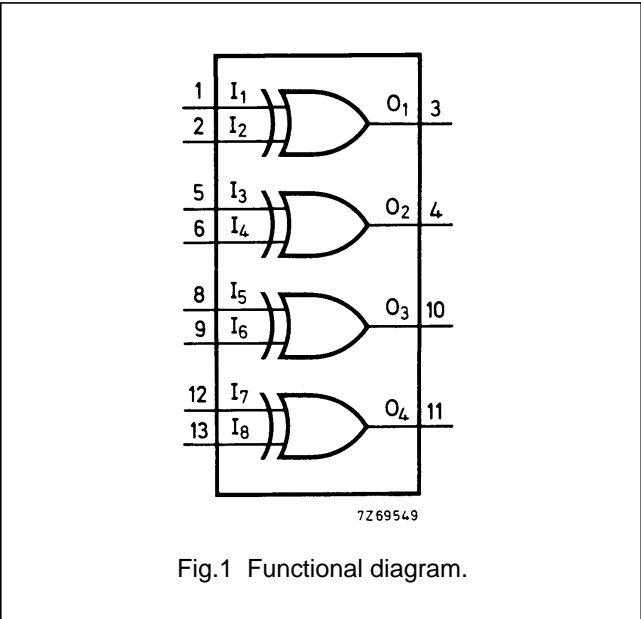 1 I1
2 I2
O1 3
5 I3
6 I4
O2 4
8 I5
9 I6
O3 10
12 I7
13 I8
O4 11
7Z69549
Fig.1 Functional diagram.